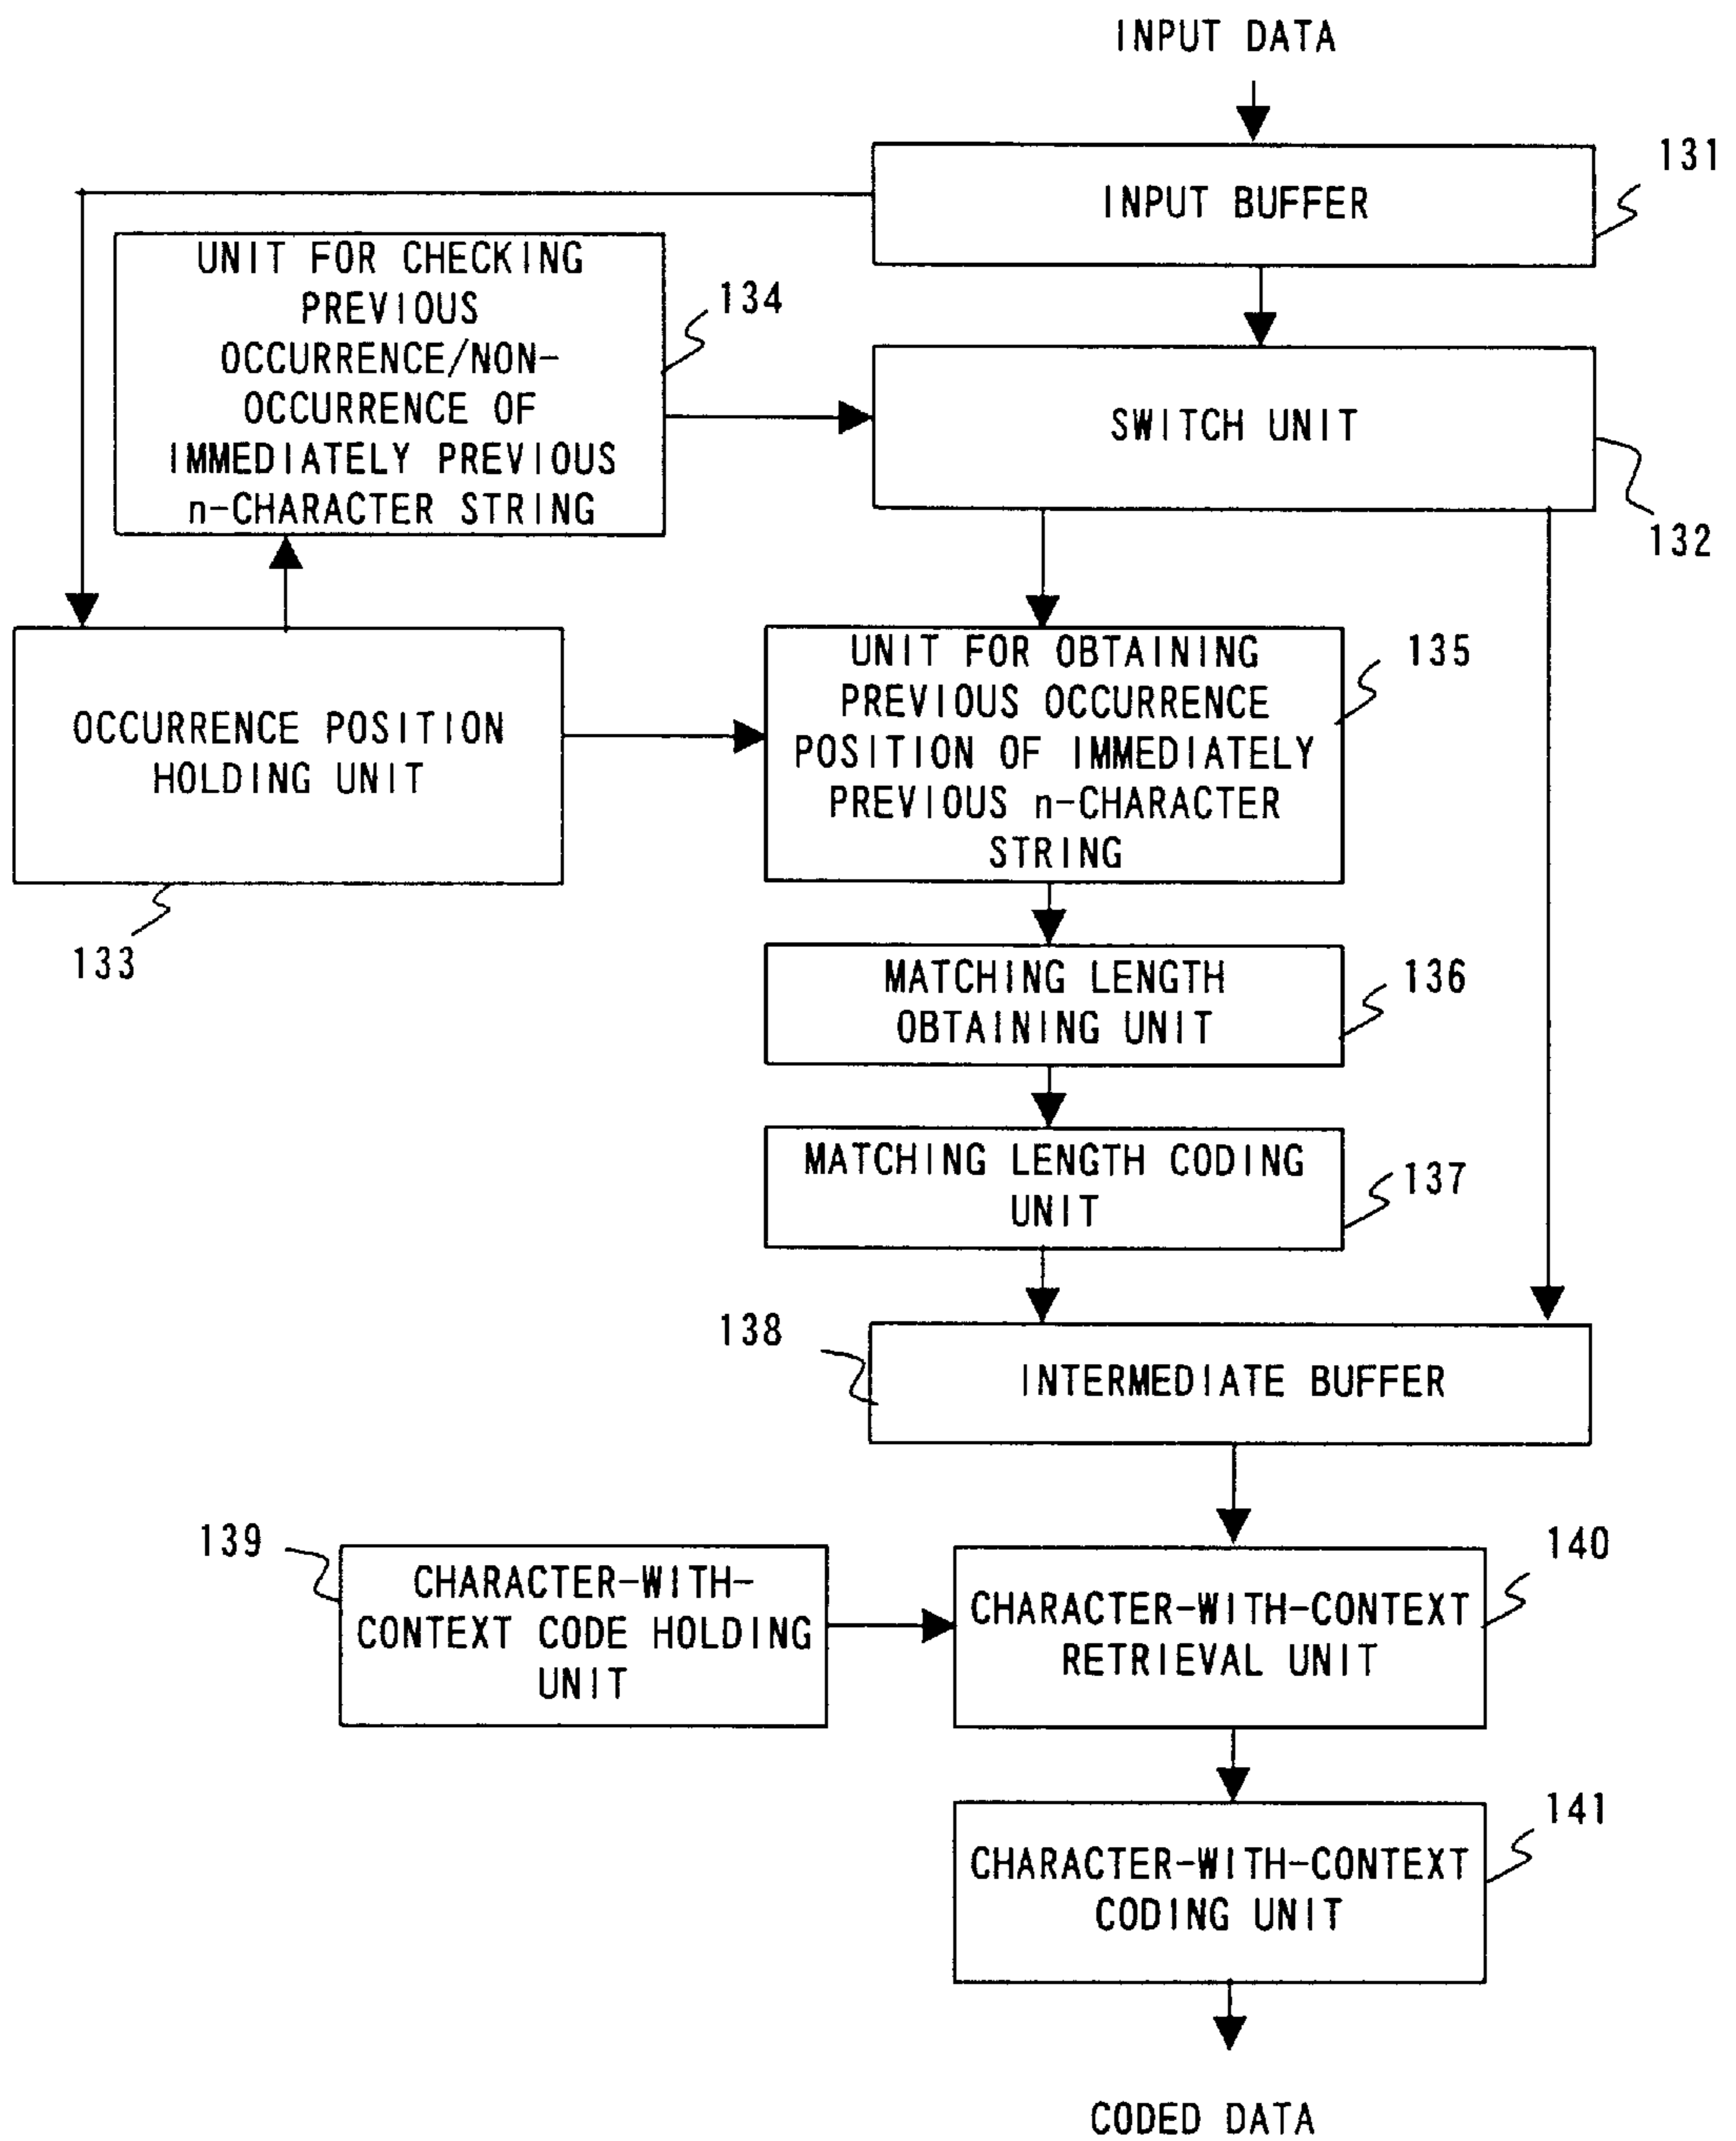 INPUT DATA
131
INPUT BUFFER
UNIT FOR CHECKING
PREVIOUS
OCCURRENCE/NON-
OCCURRENCE OF
IMMEDIATELY PREVIOUS
n-CHARACTER STRING
134
SWITCH UNIT
132
OCCURRENCE POSITION
HOLDING UNIT
133
UNIT FOR OBTAINING
PREVIOUS OCCURRENCE
POSITION OF IMMEDIATELY
PREVIOUS n-CHARACTER
STRING
135
MATCHING LENGTH
OBTAINING UNIT
136
MATCHING LENGTH CODING
UNIT
137
138
INTERMEDIATE BUFFER
139
CHARACTER-WITH-
CONTEXT CODE HOLDING
UNIT
140
CHARACTER-WITH-CONTEXT
RETRIEVAL UNIT
141
CHARACTER-WITH-CONTEXT
CODING UNIT
CODED DATA